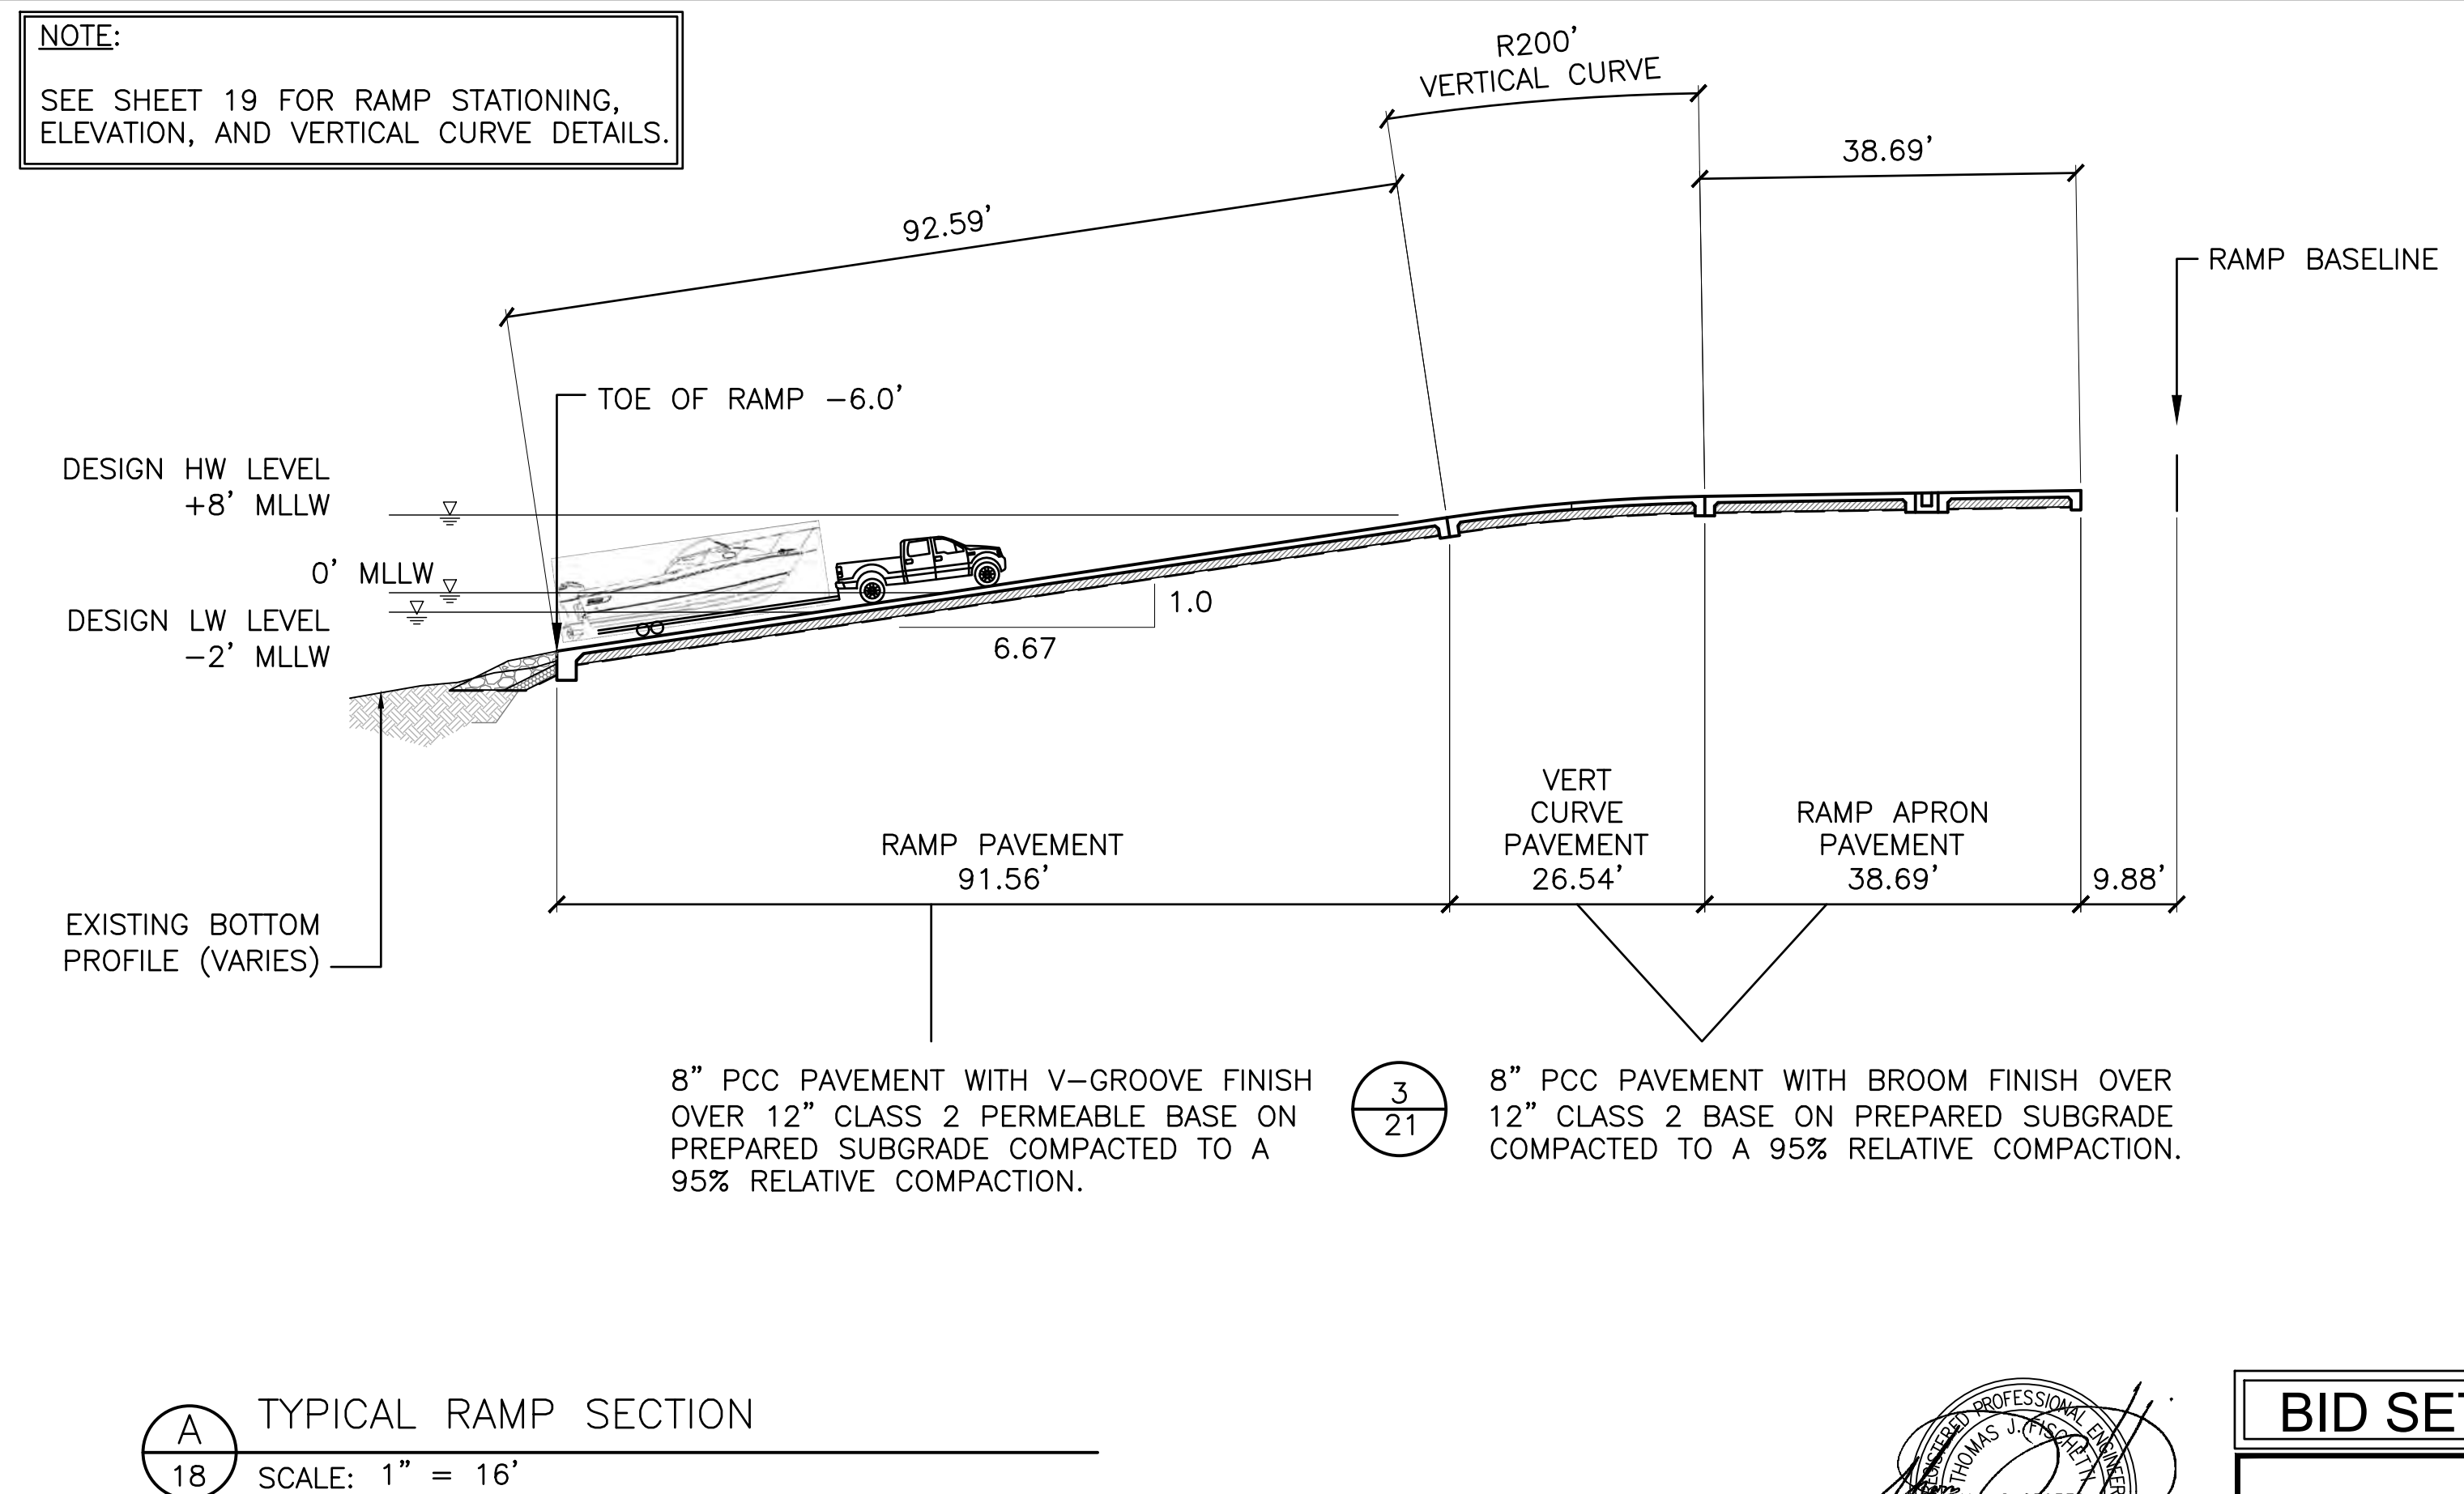 NOTE:
SEE SHEET 19 FOR RAMP STATIONING,
ELEVATION, AND VERTICAL CURVE DETAILS.
R200'
VERTICAL CURVE
38.69'
92.59'
RAMP BASELINE
TOE OF RAMP -6.0'
DESIGN HW LEVEL
+8' MLLW
0' MLLW
DESIGN LW LEVEL
-2' MLLW
1.0
6.67
EXISTING BOTTOM
PROFILE (VARIES)
RAMP PAVEMENT
91.56'
VERT
CURVE
PAVEMENT
26.54'
RAMP APRON
PAVEMENT
38.69'
9.88'
8" PCC PAVEMENT WITH V-GROOVE FINISH
OVER 12" CLASS 2 PERMEABLE BASE ON
PREPARED SUBGRADE COMPACTED TO A
95% RELATIVE COMPACTION.
3
21
8" PCC PAVEMENT WITH BROOM FINISH OVER
12" CLASS 2 BASE ON PREPARED SUBGRADE
COMPACTED TO A 95% RELATIVE COMPACTION.
A
18
TYPICAL RAMP SECTION
SCALE: 1" = 16'
REGISTERED PROFESSIONAL ENGINEER
THOMAS J. FISCHETTI
BID SET